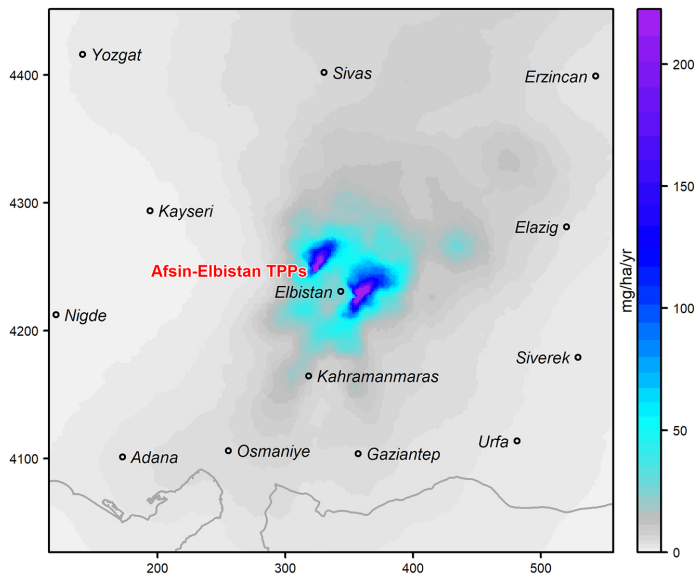 4400
4300
4200
4100
200
300
400
500
Yozgat
Sivas
Erzincan
Kayseri
Elazig
Afsin-Elbistan TPPs
Elbistan
Nigde
Siverek
Kahramanmaras
Urfa
Adana
Osmaniye
Gaziantep
mg/ha/yr
200
150
100
50
0